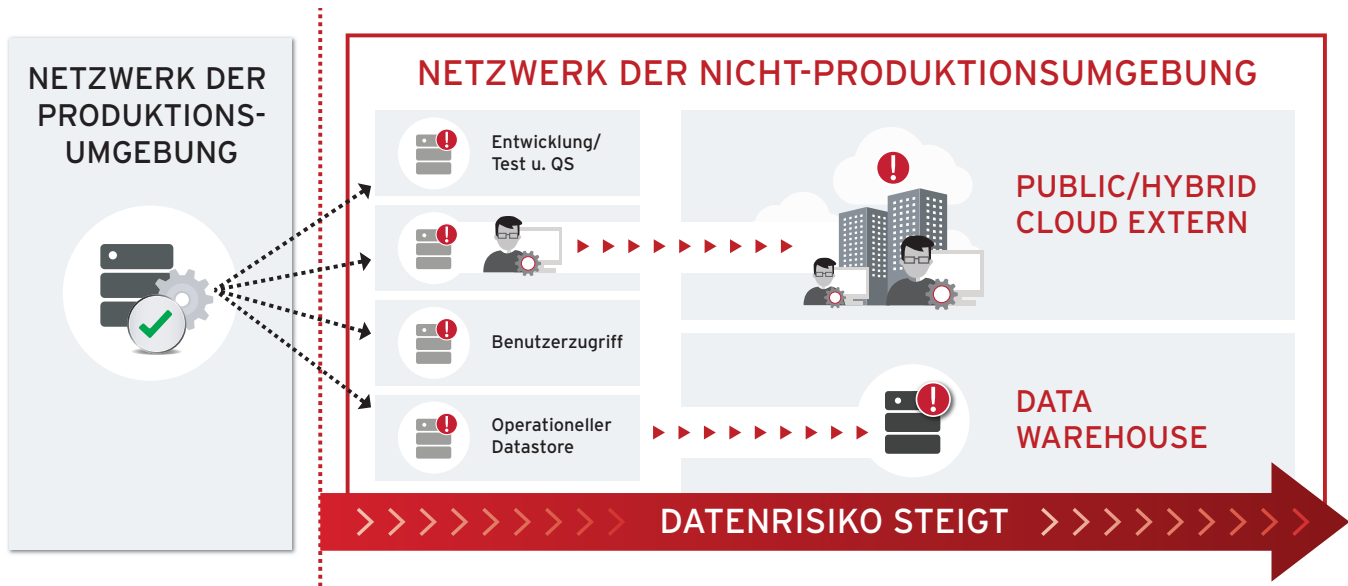 NETZWERK DER
PRODUKTIONS-
UMGEBUNG
NETZWERK DER NICHT-PRODUKTIONSUMGEBUNG
Entwicklung/
Test u. QS
Benutzerzugriff
Operationeller
Datastore
PUBLIC/HYBRID
CLOUD EXTERN
DATA
WAREHOUSE
DATENRISIKO STEIGT